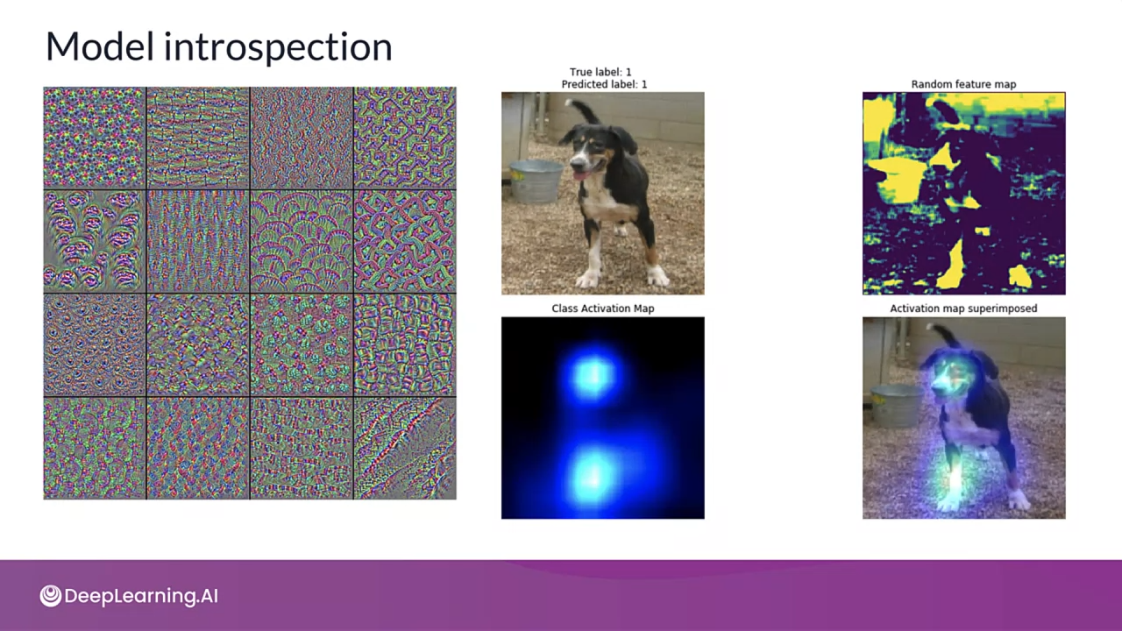 Model introspection
True label: 1
Predicted label: 1
Random feature map
Class Activation Map
Activation map superimposed
DeepLearning.AI